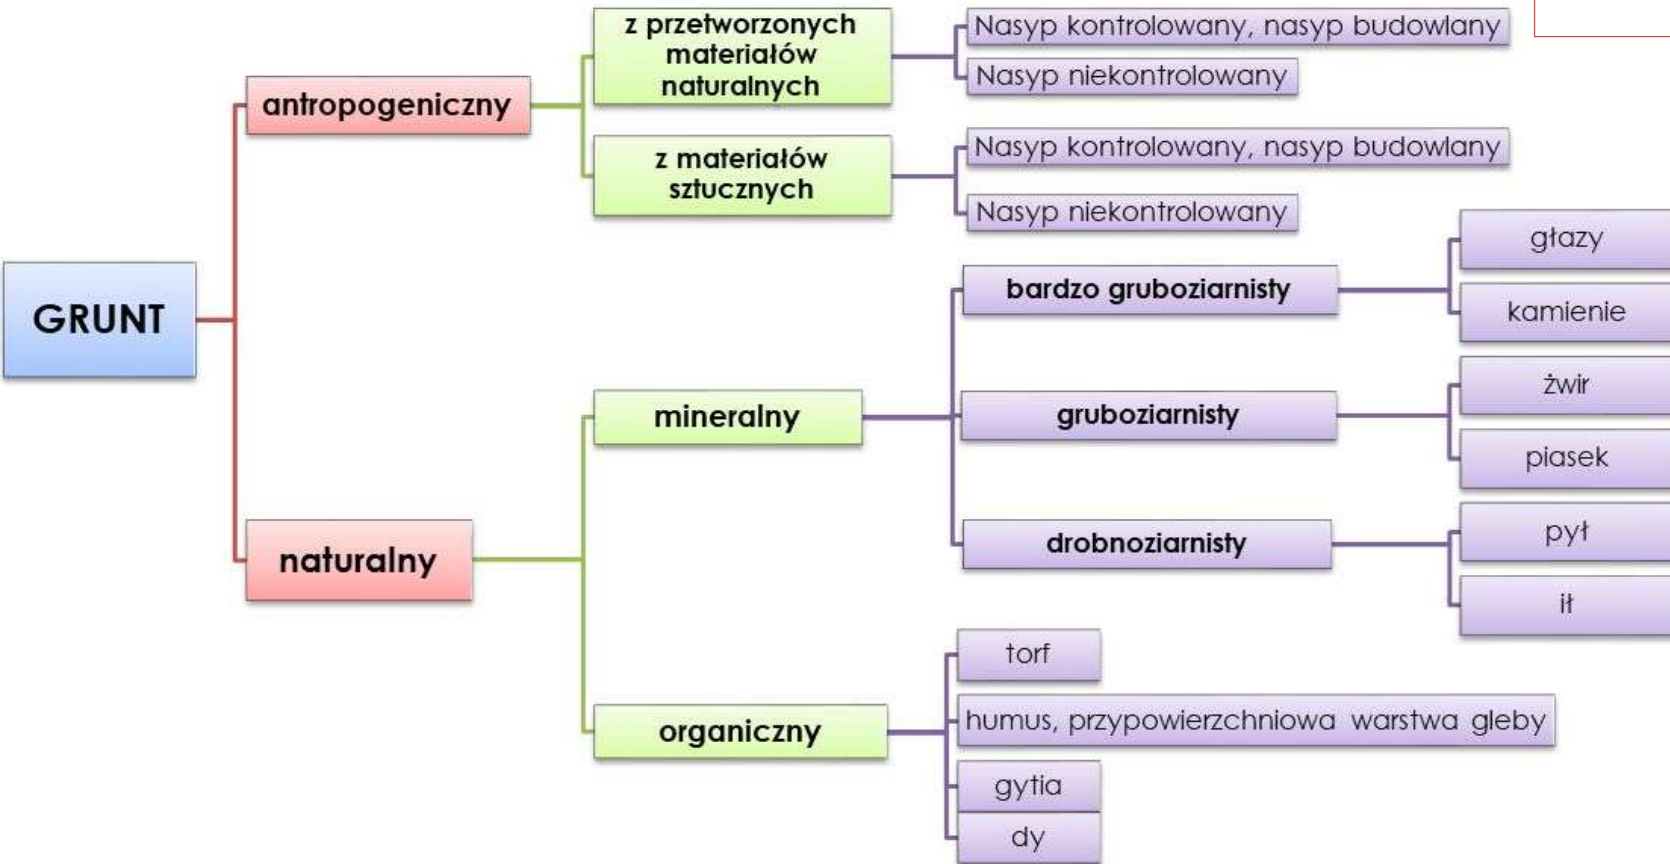 GRUNT
antropogeniczny
z przetworzonych
materiałów
naturalnych
Nasyp kontrolowany, nasyp budowlany
Nasyp niekontrolowany
z materiałów
sztucznych
Nasyp kontrolowany, nasyp budowlany
Nasyp niekontrolowany
naturalny
mineralny
bardzo gruboziarnisty
głazy
kamienie
gruboziarnisty
żwir
piasek
drobnoziarnisty
pył
ił
organiczny
torf
humus, przypowierzchniowa warstwa gleby
gytia
dy